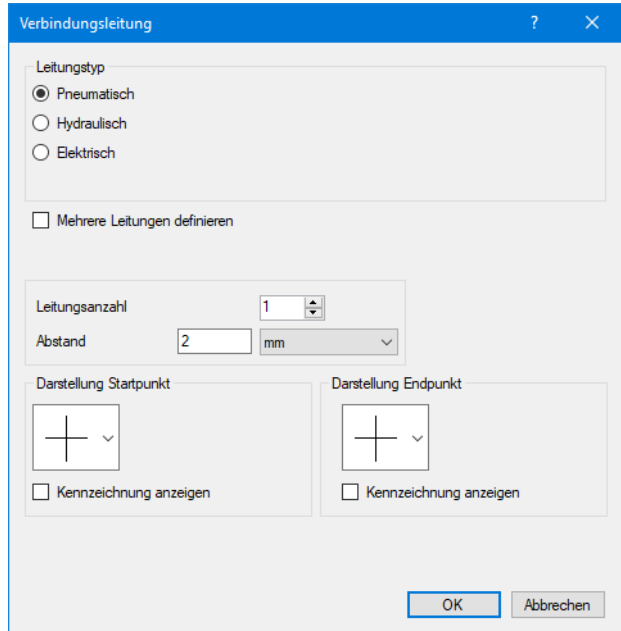 Verbindungsleitung ?
Leitungstyp
Pneumatisch
Hydraulisch
Elektrisch
Mehrere Leitungen definieren
Leitungsanzahl 1
Abstand 2 mm
Darstellung Startpunkt Darstellung Endpunkt
Kennzeichnung anzeigen Kennzeichnung anzeigen
OK Abbrechen